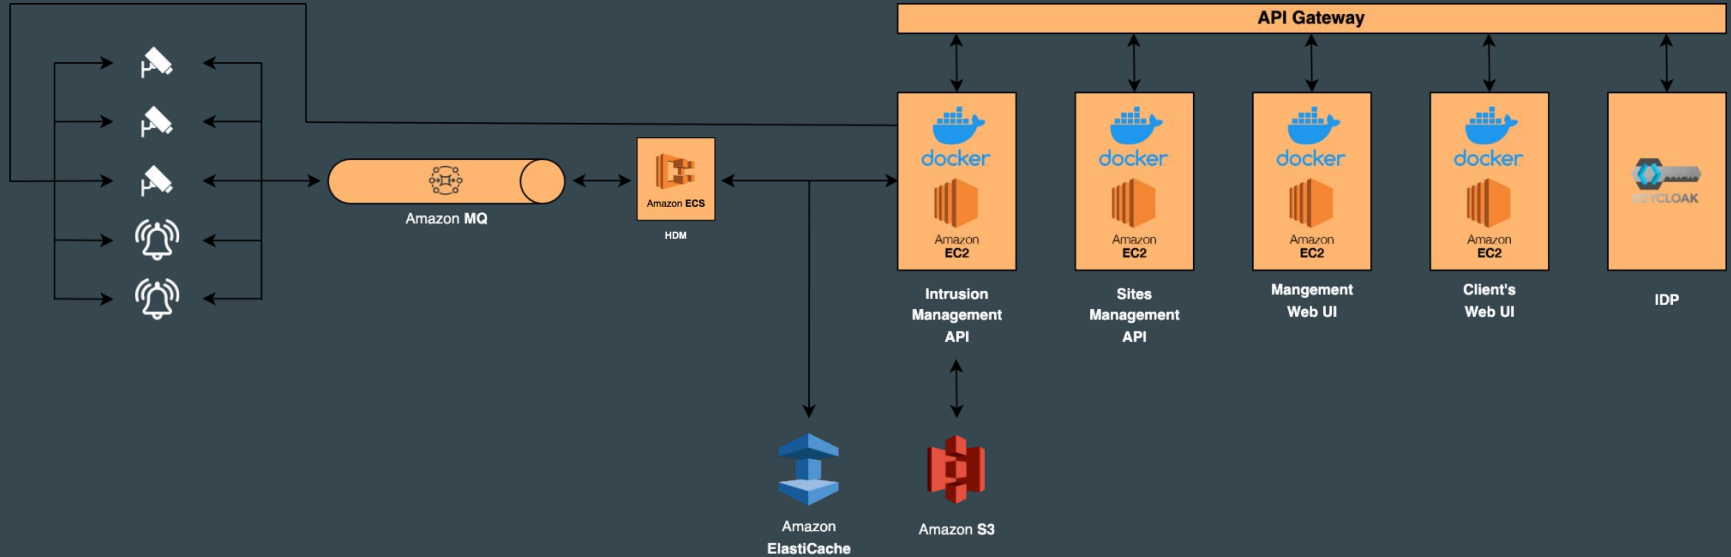 API Gateway
docker
Amazon
EC2
Intrusion
Management
API
docker
Amazon
EC2
Sites
Management
API
docker
Amazon
EC2
Mangement
Web UI
docker
Amazon
EC2
Client's
Web UI
KEYCLOAK
IDP
Amazon MQ
Amazon ECS
HDM
Amazon
ElastiCache
Amazon S3